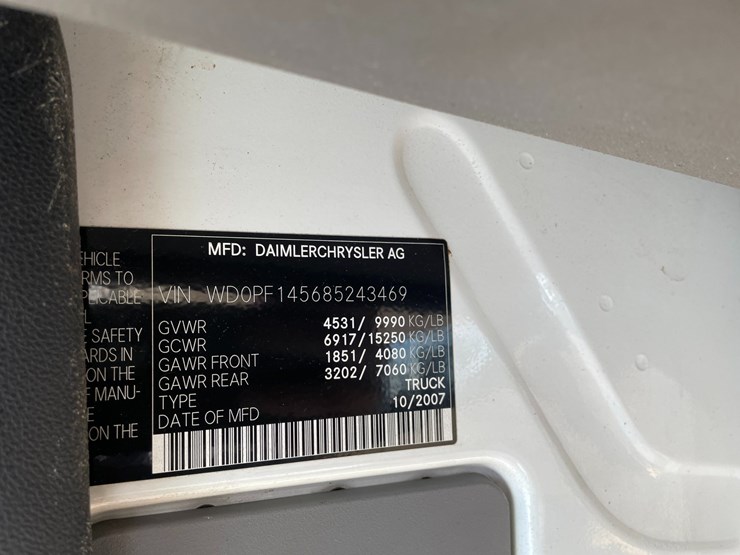 EHICLE
RMS TO
PLICABLE
L
E SAFETY
ARDS IN
ON THE
F MANU-
E
ON THE
MFD: DAIMLERCHRYSLER AG
VIN WD0PF145685243469
GVWR 4531/ 9990 KG/LB
GCWR 6917/15250 KG/LB
GAWR FRONT 1851/ 4080 KG/LB
GAWR REAR 3202/ 7060 KG/LB
TYPE TRUCK
DATE OF MFD 10/2007